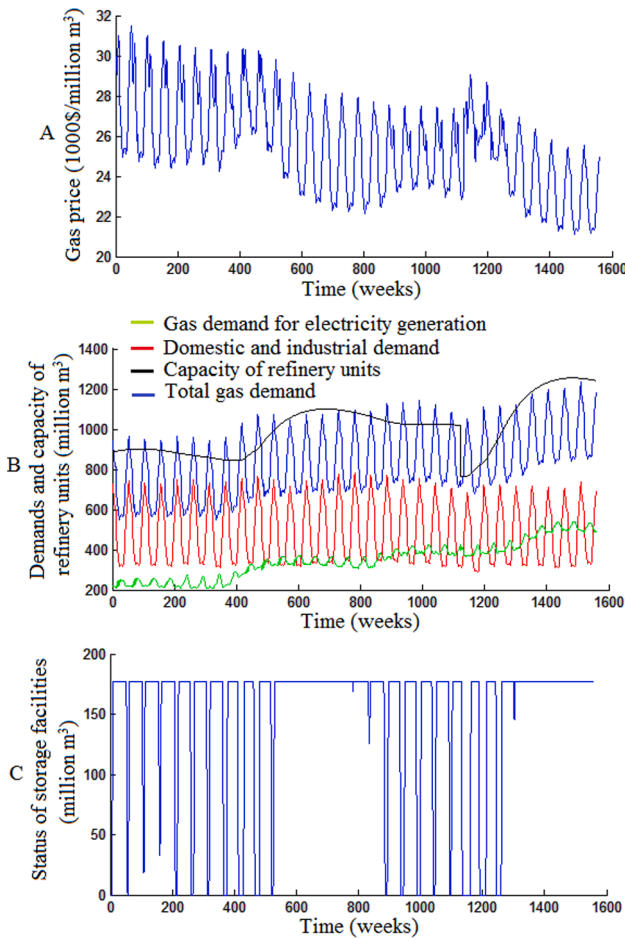 32
30
28
26
24
22
20
A
Gas price (1000$/million m³)
0 200 400 600 800 1000 1200 1400 1600
Time (weeks)
Gas demand for electricity generation
Domestic and industrial demand
Capacity of refinery units
Total gas demand
1400
1200
1000
800
600
400
200
B
Demands and capacity of
refinery units (million m³)
0 200 400 600 800 1000 1200 1400 1600
Time (weeks)
200
150
100
50
0
C
Status of storage facilities
(million m³)
0 200 400 600 800 1000 1200 1400 1600
Time (weeks)